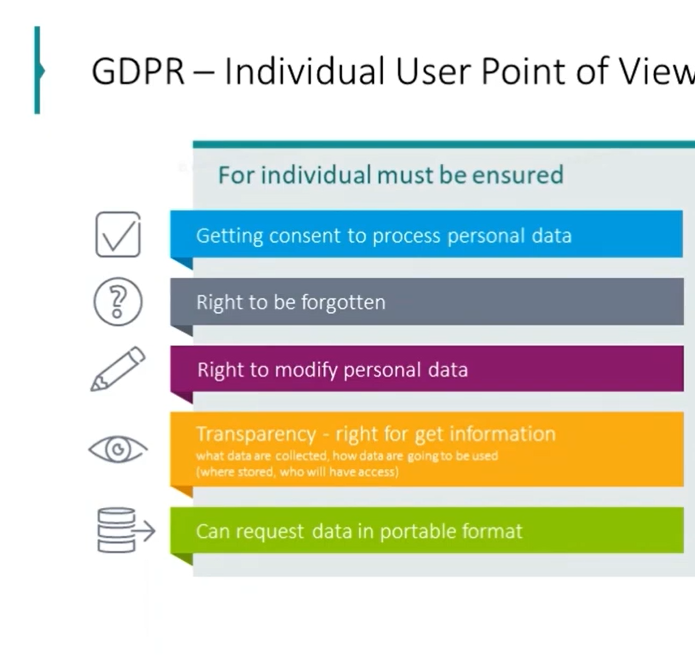 GDPR – Individual User Point of View
For individual must be ensured
Getting consent to process personal data
Right to be forgotten
Right to modify personal data
Transparency - right for get information
what data are collected, how data are going to be used
(where stored, who will have access)
Can request data in portable format